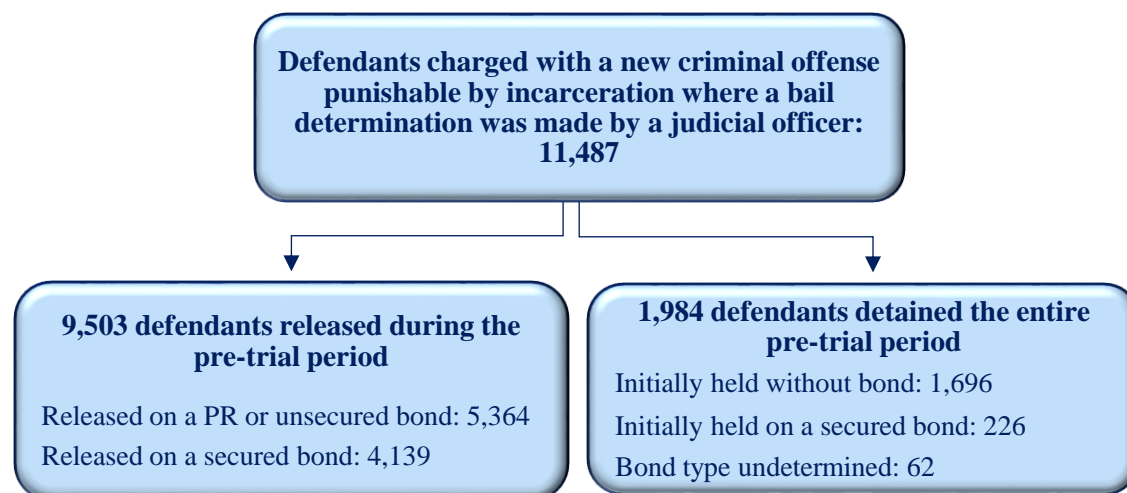 Defendants charged with a new criminal offense
punishable by incarceration where a bail
determination was made by a judicial officer:
11,487
9,503 defendants released during the
pre-trial period
Released on a PR or unsecured bond: 5,364
Released on a secured bond: 4,139
1,984 defendants detained the entire
pre-trial period
Initially held without bond: 1,696
Initially held on a secured bond: 226
Bond type undetermined: 62